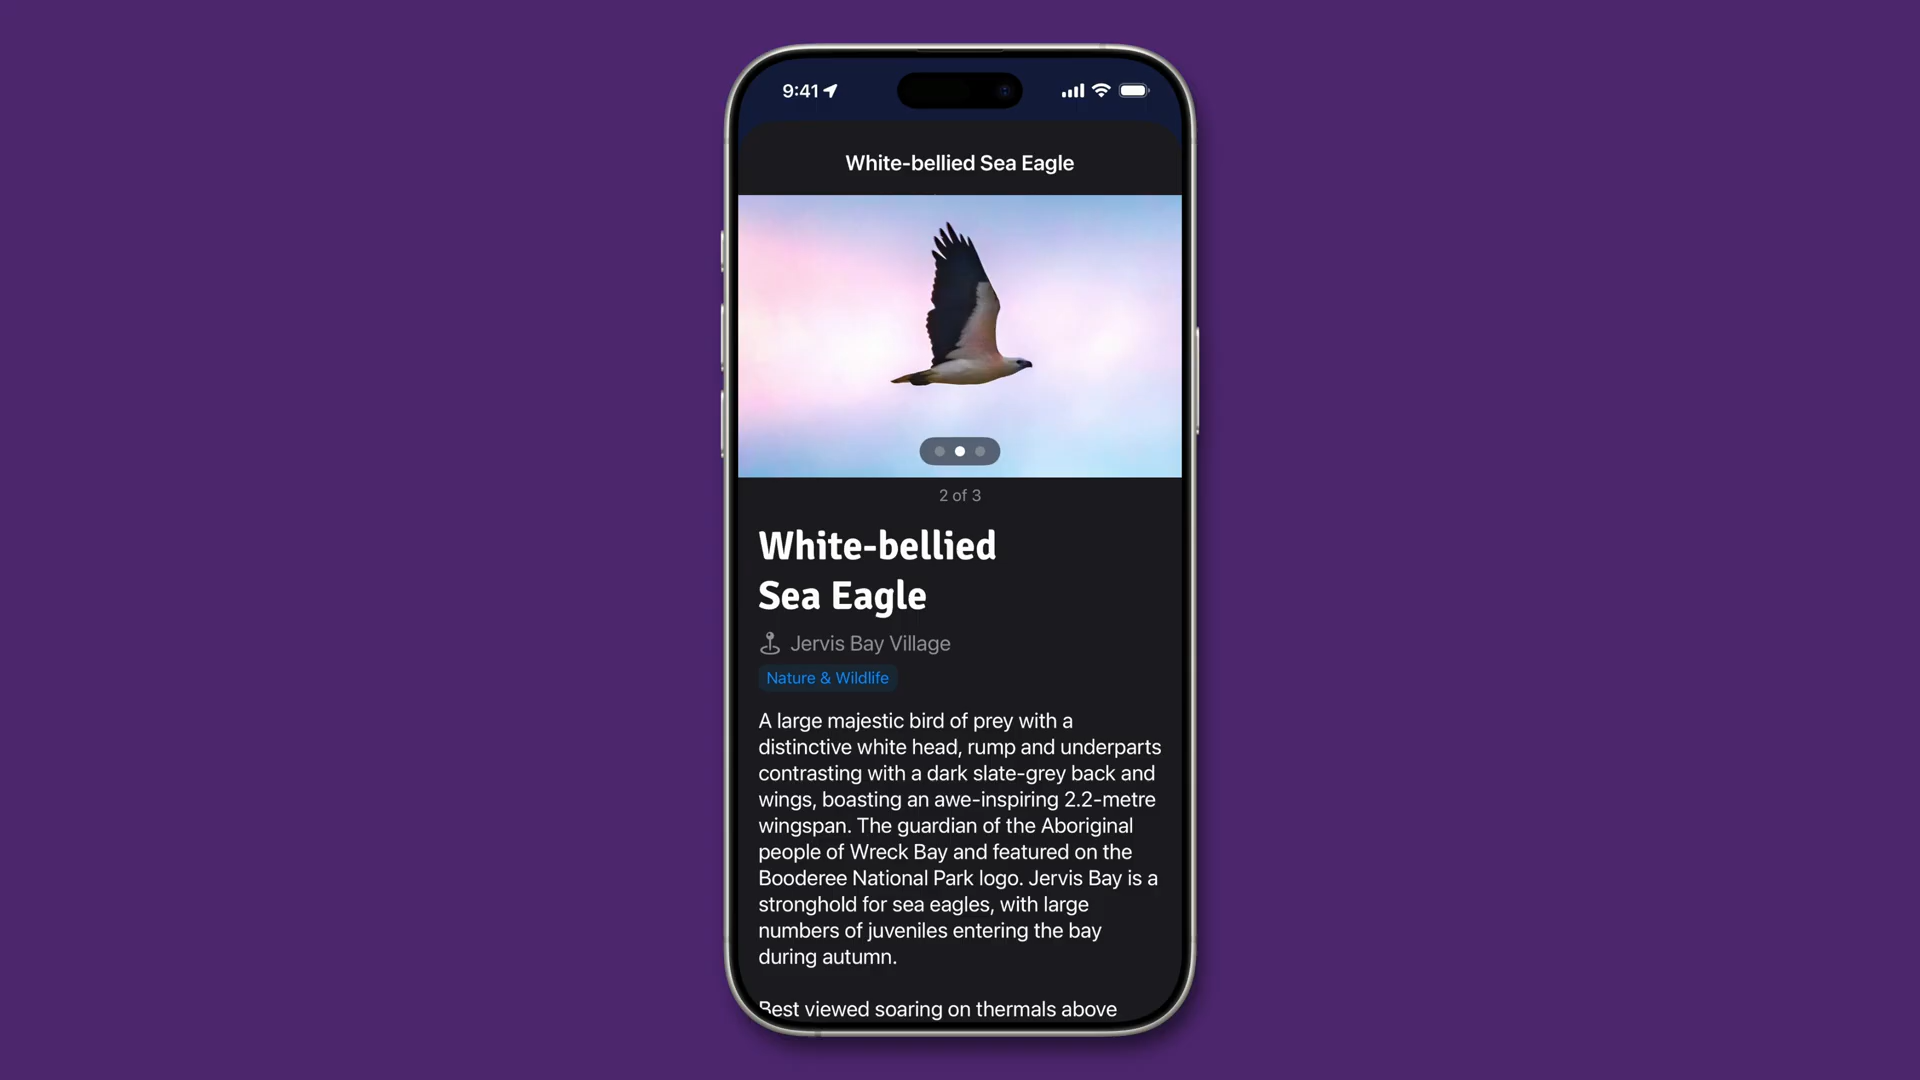 9:41
White-bellied Sea Eagle
2 of 3
White-bellied
Sea Eagle
Jervis Bay Village
Nature & Wildlife
A large majestic bird of prey with a
distinctive white head, rump and underparts
contrasting with a dark slate-grey back and
wings, boasting an awe-inspiring 2.2-metre
wingspan. The guardian of the Aboriginal
people of Wreck Bay and featured on the
Booderee National Park logo. Jervis Bay is a
stronghold for sea eagles, with large
numbers of juveniles entering the bay
during autumn.
Best viewed soaring on thermals above